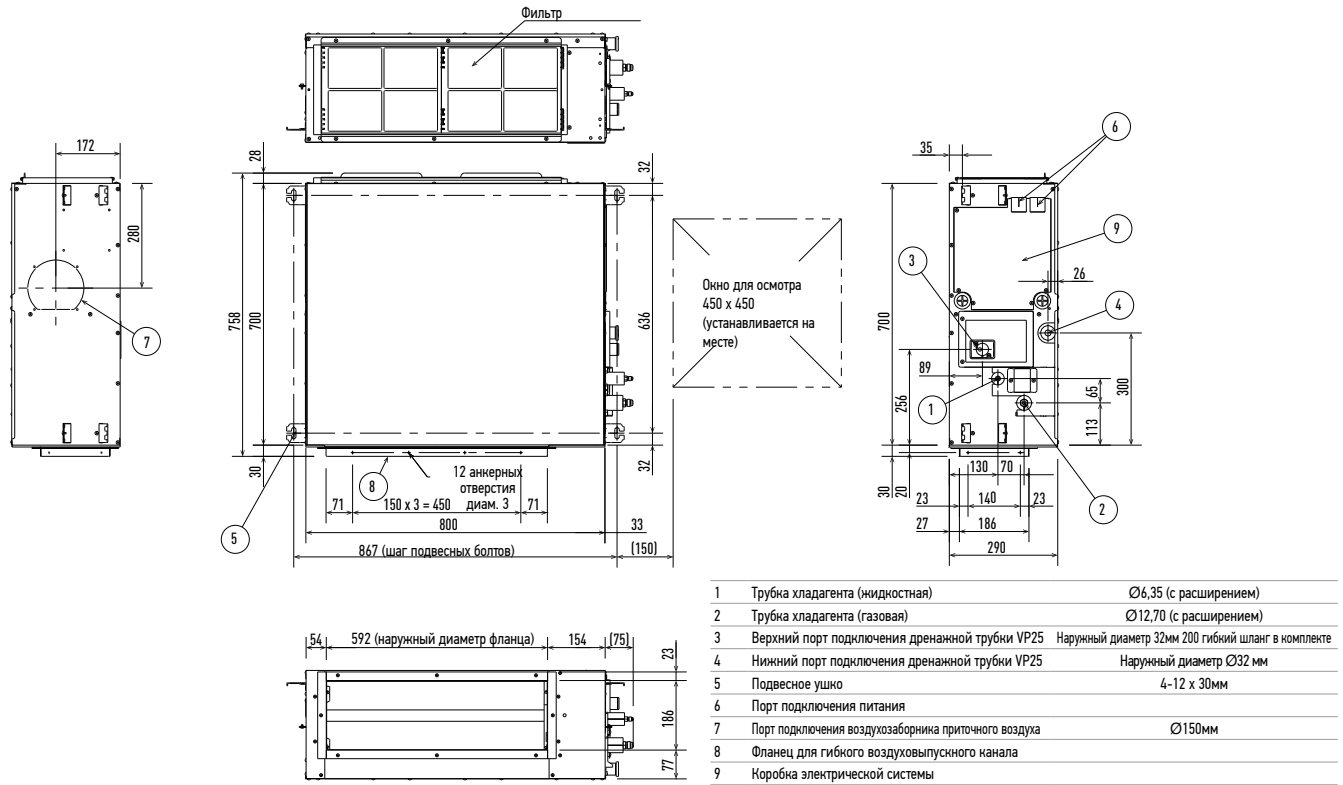 Фильтр
172
28
32
35
6
280
3
9
26
758
700
636
Окно для осмотра
450 x 450
(устанавливается на
месте)
700
4
7
89
256
1
65
300
113
30
32
12 анкерных
отверстия
диам. 3
8
71
150 x 3 = 450
71
800
33
5
867 (шаг подвесных болтов)
(150)
30
20
130
70
23
140
23
27
186
290
2
54
592 (наружный диаметр фланца)
154
(75)
23
186
77
1 Трубка хладагента (жидкостная) Ø6,35 (с расширением)
2 Трубка хладагента (газовая) Ø12,70 (с расширением)
3 Верхний порт подключения дренажной трубки VP25 Наружный диаметр 32мм 200 гибкий шланг в комплекте
4 Нижний порт подключения дренажной трубки VP25 Наружный диаметр Ø32 мм
5 Подвесное ушко 4-12 x 30мм
6 Порт подключения питания
7 Порт подключения воздухозаборника приточного воздуха Ø150мм
8 Фланец для гибкого воздуховыпускного канала
9 Коробка электрической системы